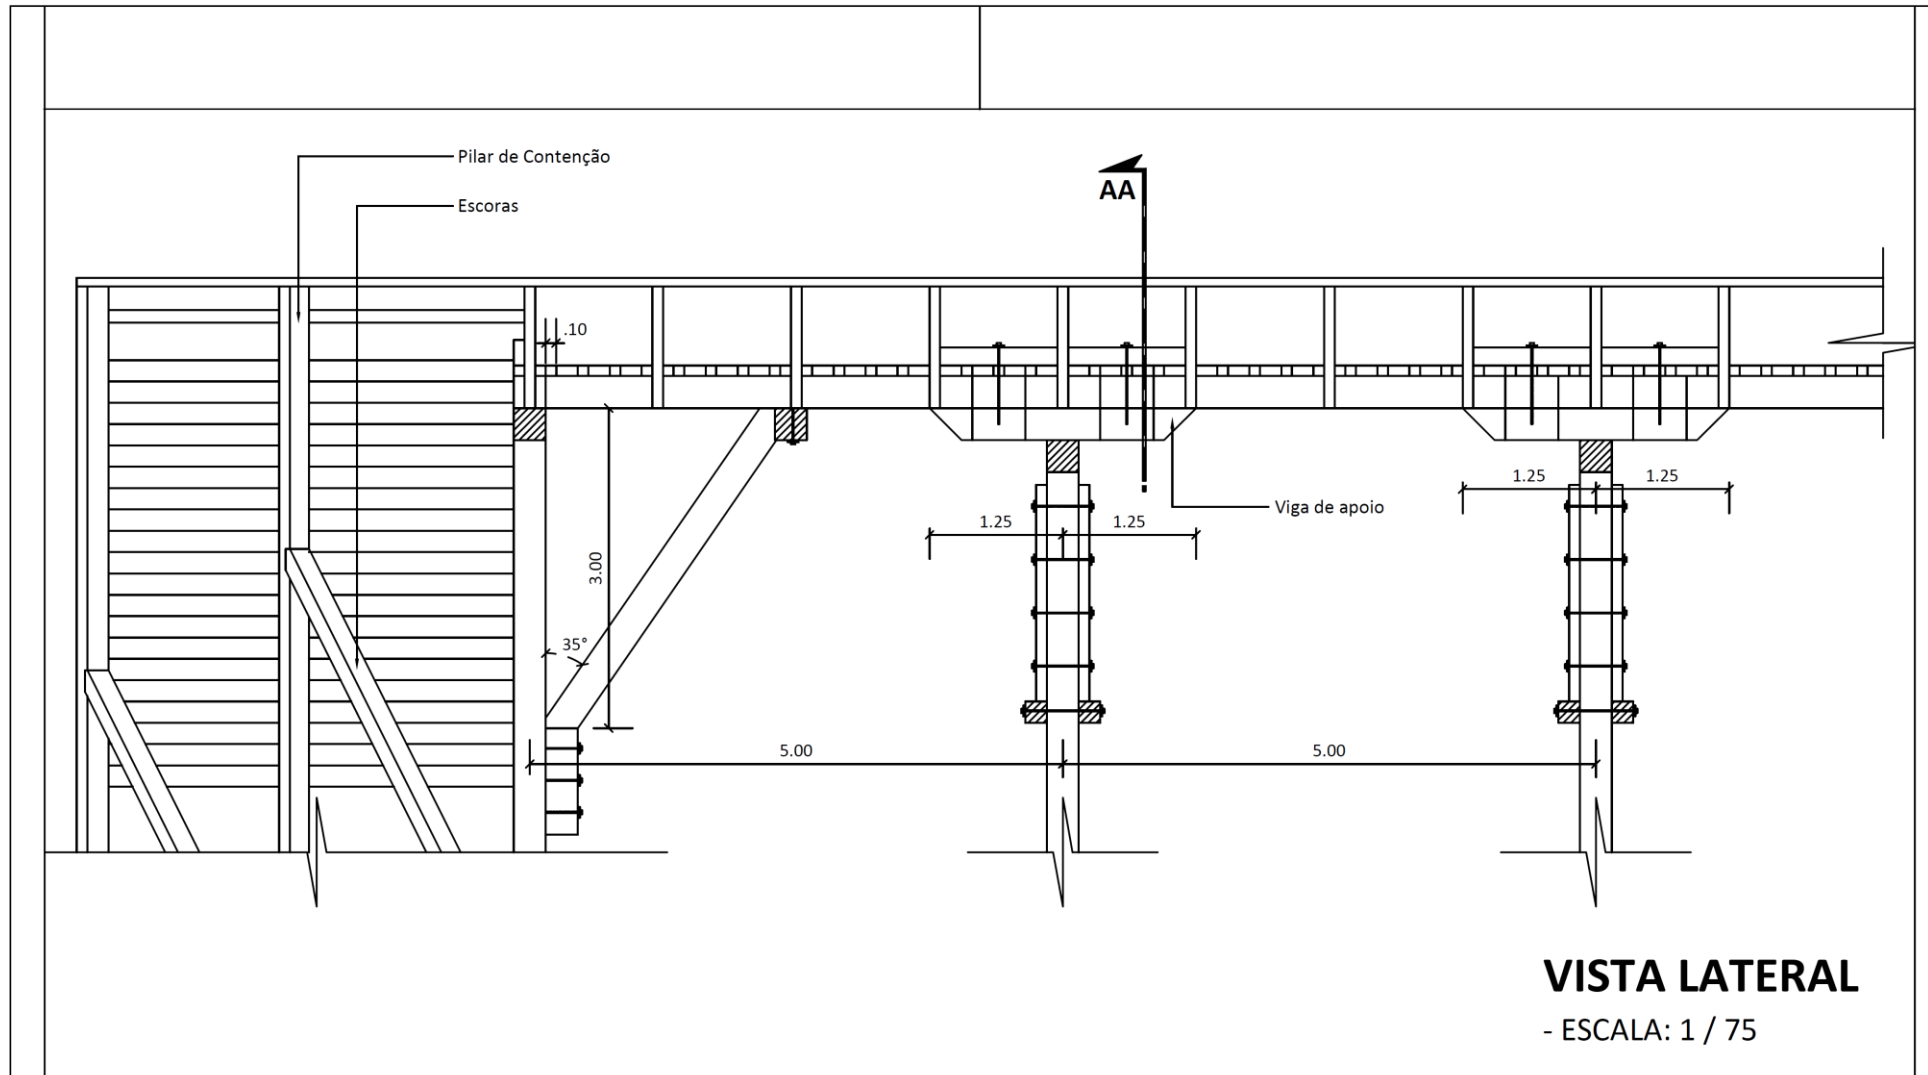 Pilar de Contenção
Escoras
AA
.10
1.25 1.25
Viga de apoio
1.25 1.25
3.00
35°
5.00 5.00
VISTA LATERAL
- ESCALA: 1 / 75